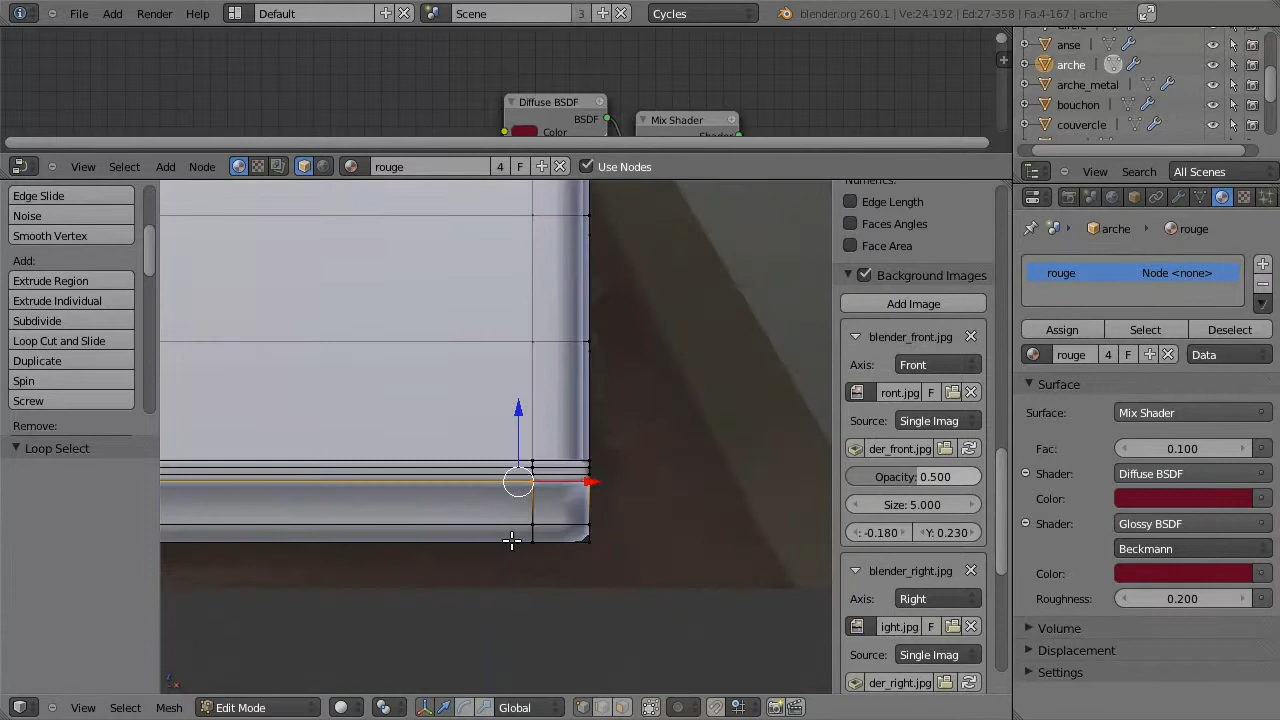 File Add Render Help Default Scene 3 Cycles blender.org 260.1 | Ve:24-192 | Ed:27-358 | Fa:4-167 | arche
anse
arche
arche_metal
bouchon
couvercle
Diffuse BSDF
BSDF
Color
Mix Shader
View Select Add Node rouge 4 F Use Nodes
View Search All Scenes
Edge Slide
Noise
Smooth Vertex
Add:
Extrude Region
Extrude Individual
Subdivide
Loop Cut and Slide
Duplicate
Spin
Screw
Remove:
Loop Select
Edge Length
Faces Angles
Face Area
Background Images
Add Image
blender_front.jpg
Axis: Front
ront.jpg F
Source: Single Imag
der_front.jpg
Opacity: 0.500
Size: 5.000
: -0.180 Y: 0.230
blender_right.jpg
Axis: Right
ight.jpg F
Source: Single Imag
der_right.jpg
arche rouge
rouge Node <none>
Assign Select Deselect
rouge 4 F Data
Surface
Surface: Mix Shader
Fac: 0.100
Shader: Diffuse BSDF
Color:
Shader: Glossy BSDF
Beckmann
Color:
Roughness: 0.200
Volume
Displacement
Settings
View Select Mesh Edit Mode Global